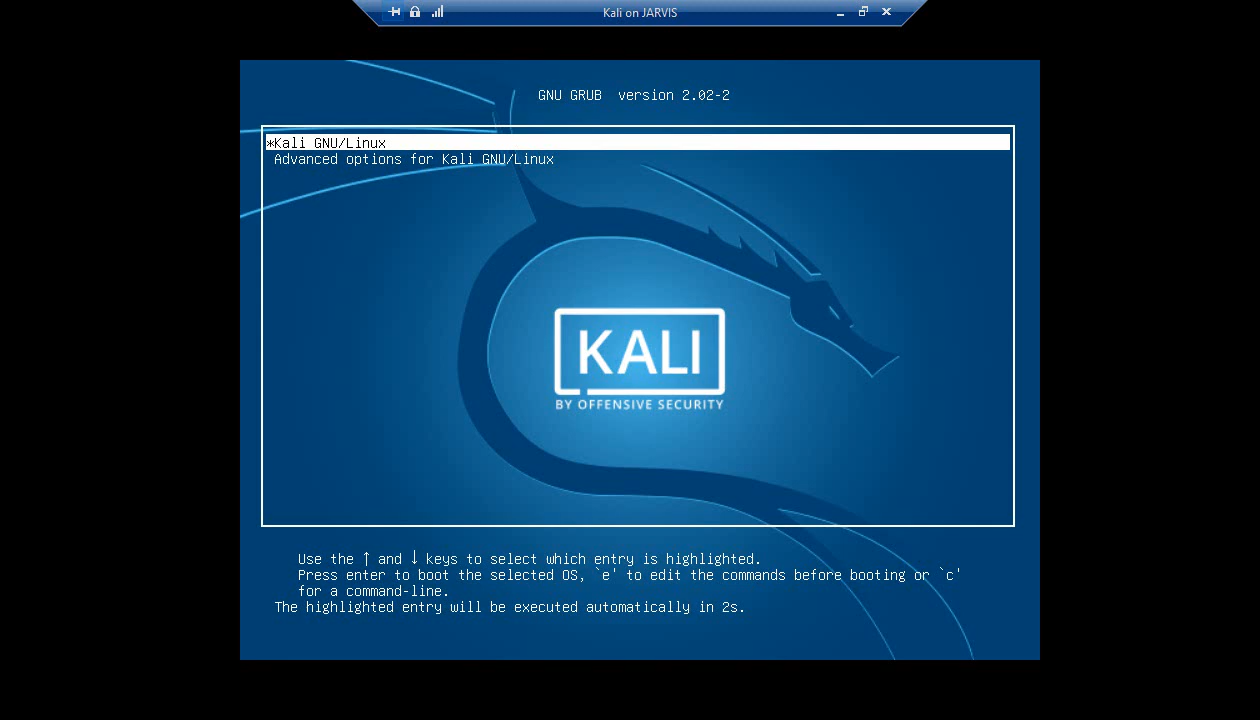 Kali on JARVIS
GNU GRUB  version 2.02-2
*Kali GNU/Linux
Advanced options for Kali GNU/Linux
KALI
BY OFFENSIVE SECURITY
Use the ↑ and ↓ keys to select which entry is highlighted.
Press enter to boot the selected OS, `e' to edit the commands before booting or `c'
for a command-line.
The highlighted entry will be executed automatically in 2s.